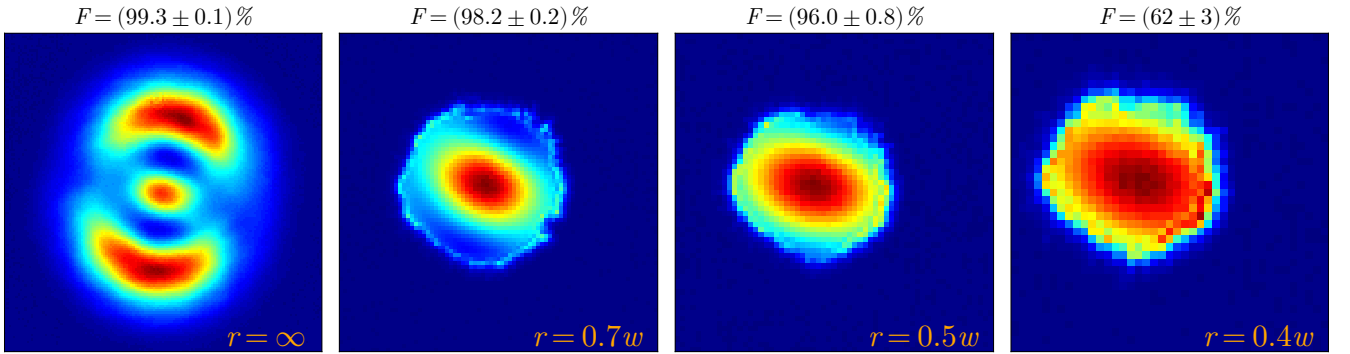 F = (99.3 ± 0.1) %
F = (98.2 ± 0.2) %
F = (96.0 ± 0.8) %
F = (62 ± 3) %
r = ∞
r = 0.7w
r = 0.5w
r = 0.4w